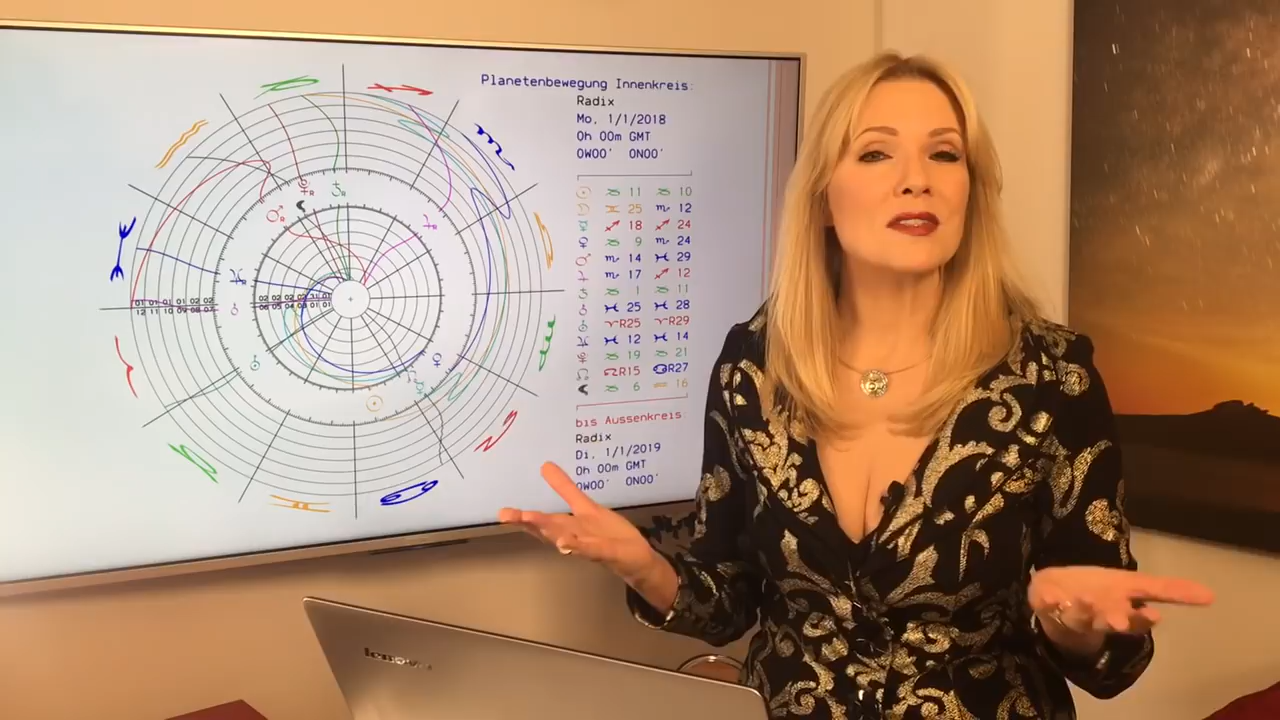 Planetenbewegung Innenkreis:
Radix
Mo. 1/1/2018
0h 00m GMT
0W00' 0N00'
11 10
25 12
18 24
9 24
14 29
17 12
1 11
25 28
R25 R29
12 14
19 21
R15 R27
6 16
bis Aussenkreis:
Radix
Di. 1/1/2019
0h 00m GMT
0W00' 0N00'
lenovo